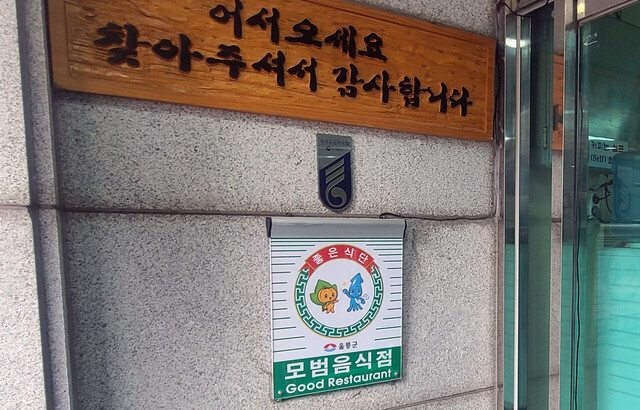 어서오세요
찾아주셔서 감사합니다
좋은식단
울릉군
모범음식점
Good Restaurant